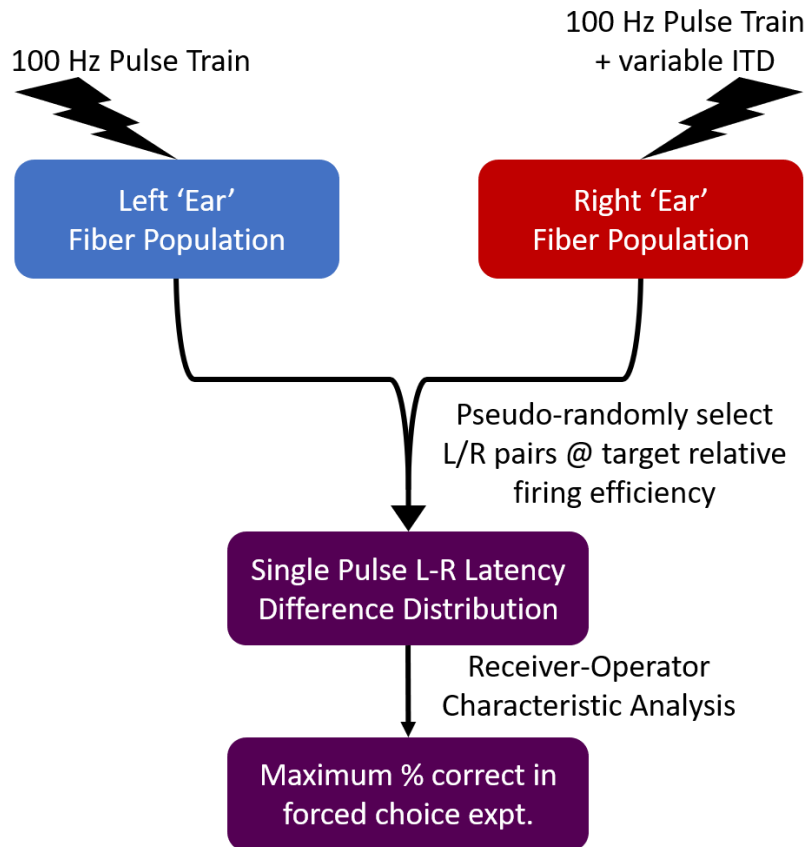 100 Hz Pulse Train
100 Hz Pulse Train
+ variable ITD
Left ‘Ear’
Fiber Population
Right ‘Ear’
Fiber Population
Pseudo-randomly select
L/R pairs @ target relative
firing efficiency
Single Pulse L-R Latency
Difference Distribution
Receiver-Operator
Characteristic Analysis
Maximum % correct in
forced choice expt.